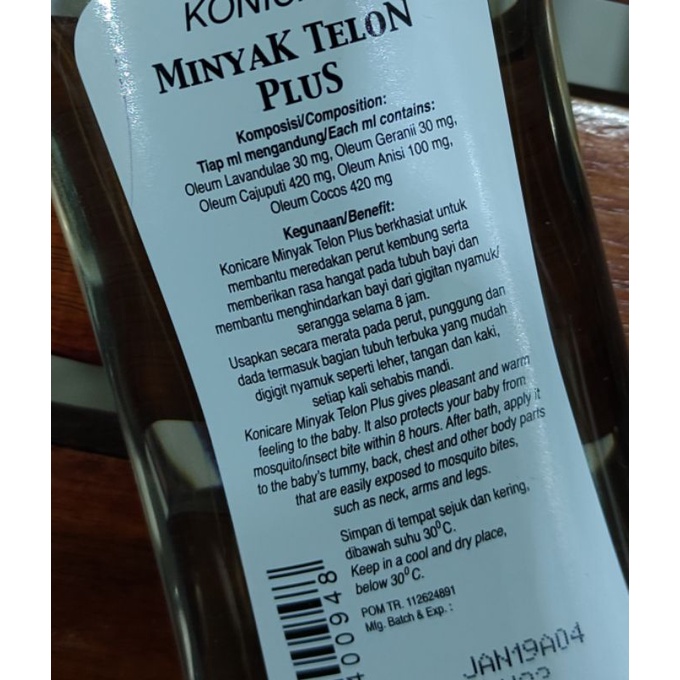 KONIC
MINYAK TELON
PLUS
Komposisi/Composition:
Tiap ml mengandung/Each ml contains:
Oleum Lavandulae 30 mg, Oleum Geranii 30 mg,
Oleum Cajuputi 420 mg, Oleum Anisi 100 mg,
Oleum Cocos 420 mg
Kegunaan/Benefit:
Konicare Minyak Telon Plus berkhasiat untuk
membantu meredakan perut kembung serta
memberikan rasa hangat pada tubuh bayi dan
membantu menghindarkan bayi dari gigitan nyamuk/
serangga selama 8 jam.
Usapkan secara merata pada perut, punggung dan
dada termasuk bagian tubuh terbuka yang mudah
digigit nyamuk seperti leher, tangan dan kaki,
setiap kali sehabis mandi.
Konicare Minyak Telon Plus gives pleasant and warm
feeling to the baby. It also protects your baby from
mosquito/insect bite within 8 hours. After bath, apply it
to the baby's tummy, back, chest and other body parts
that are easily exposed to mosquito bites,
such as neck, arms and legs.
Simpan di tempat sejuk dan kering,
dibawah suhu 30⁰C.
Keep in a cool and dry place,
below 30⁰C.
POM TR. 112624891
Mfg. Batch & Exp. :
JAN19A04
00948